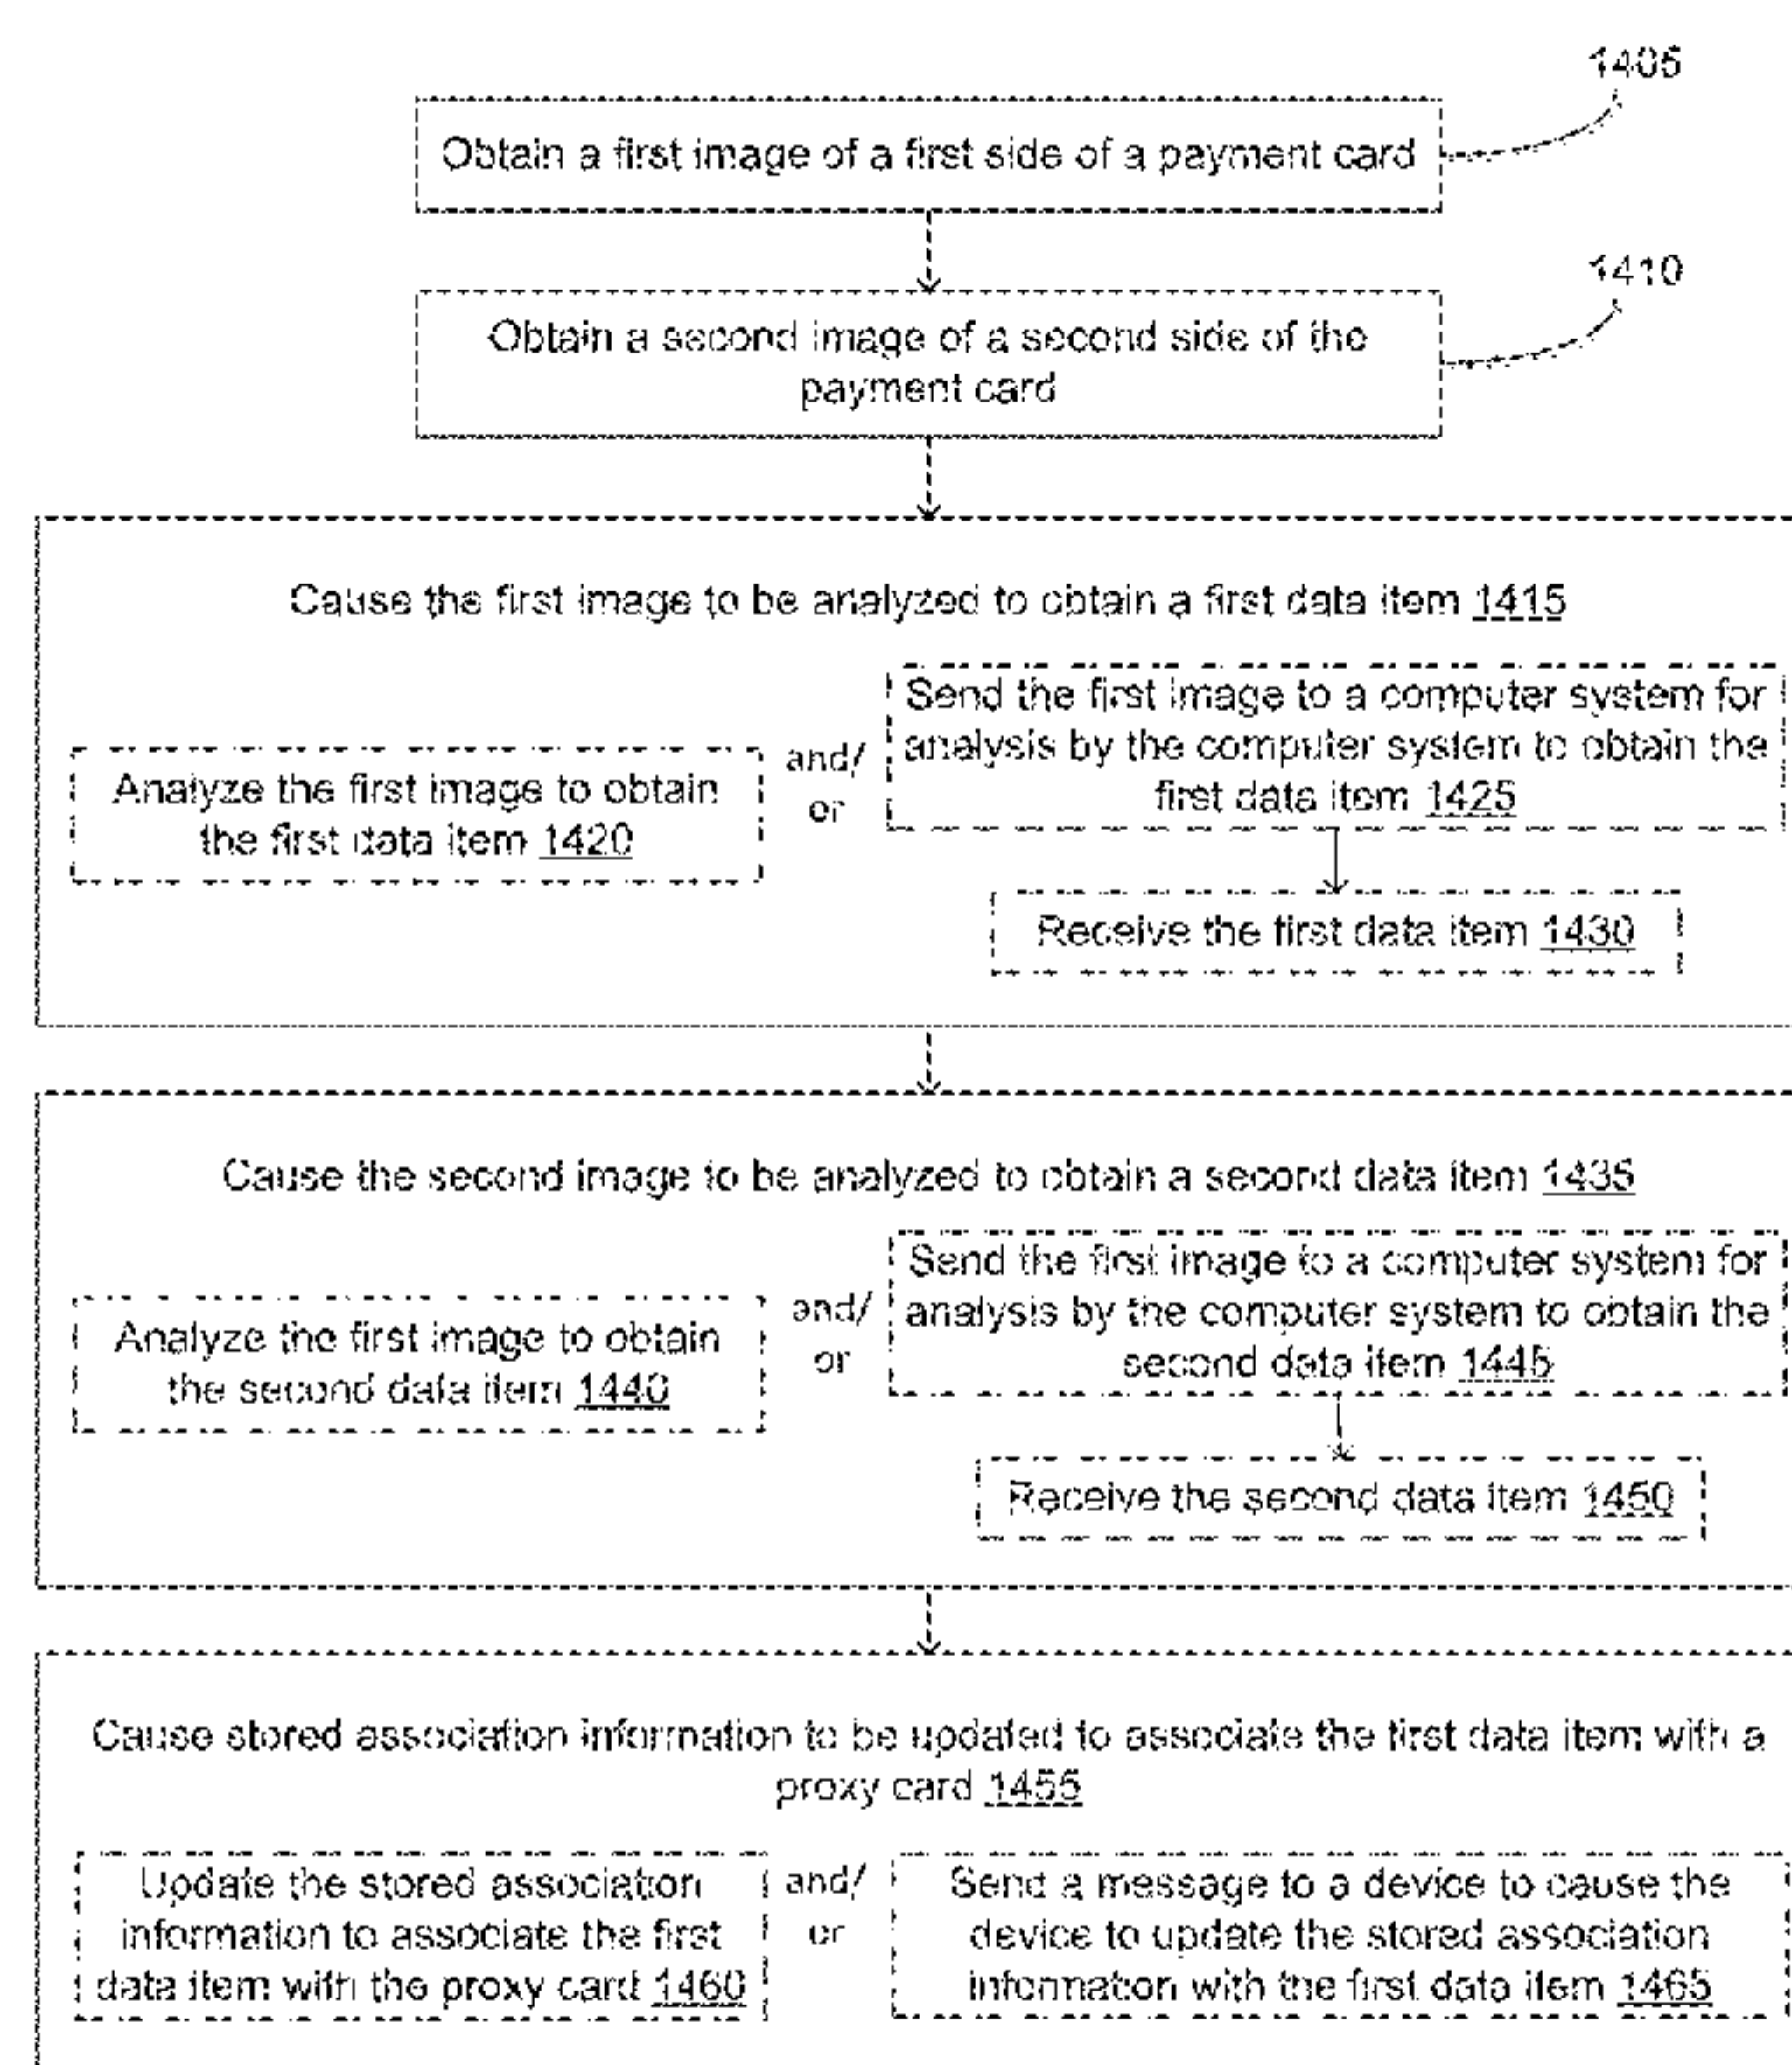 1405
Obtain a first image of a first side of a payment card
1410
Obtain a second image of a second side of the
payment card
Cause the first image to be analyzed to obtain a first data item 1415
Analyze the first image to obtain
the first data item 1420
and/
or
Send the first image to a computer system for
analysis by the computer system to obtain the
first data item 1425
Receive the first data item 1430
Cause the second image to be analyzed to obtain a second data item 1435
Analyze the first image to obtain
the second data item 1440
and/
or
Send the first image to a computer system for
analysis by the computer system to obtain the
second data item 1445
Receive the second data item 1450
Cause stored association information to be updated to associate the first data item with a
proxy card 1455
Update the stored association
information to associate the first
data item with the proxy card 1460
and/
or
Send a message to a device to cause the
device to update the stored association
information with the first data item 1465